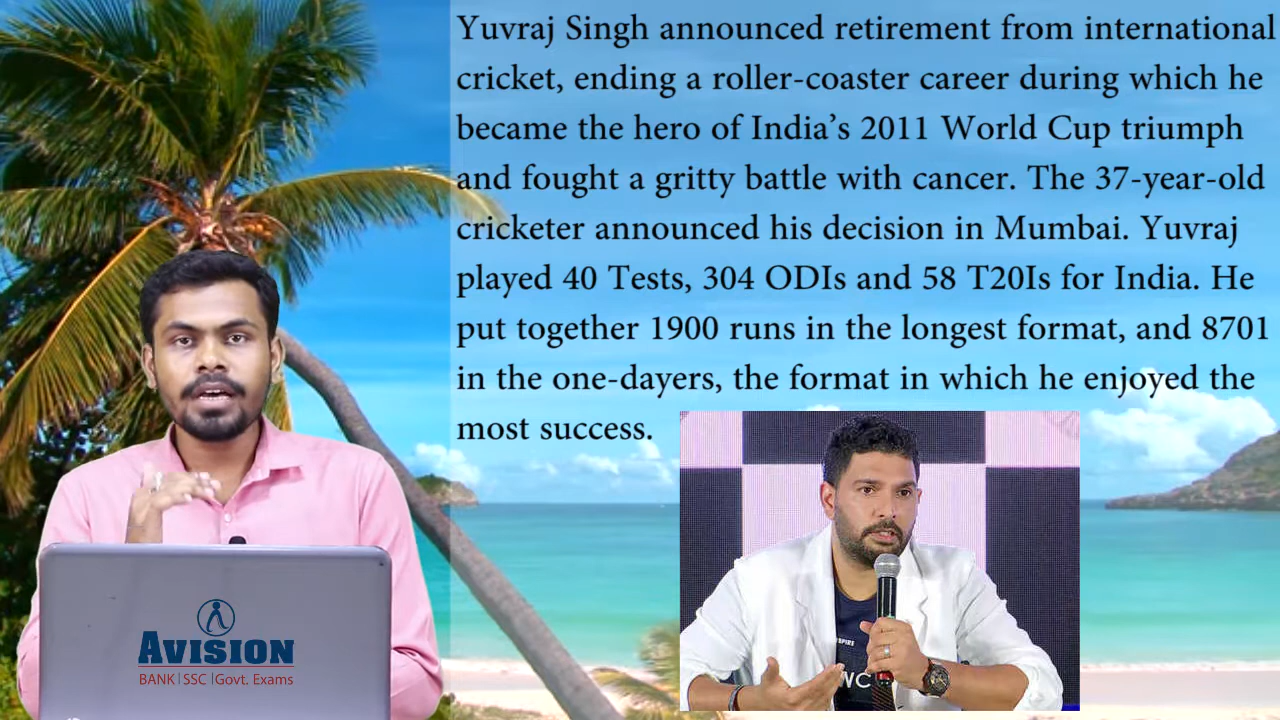 Yuvraj Singh announced retirement from international
cricket, ending a roller-coaster career during which he
became the hero of India’s 2011 World Cup triumph
and fought a gritty battle with cancer. The 37-year-old
cricketer announced his decision in Mumbai. Yuvraj
played 40 Tests, 304 ODIs and 58 T20Is for India. He
put together 1900 runs in the longest format, and 8701
in the one-dayers, the format in which he enjoyed the
most success.
AVISION
BANK|SSC|Govt. Exams
WC